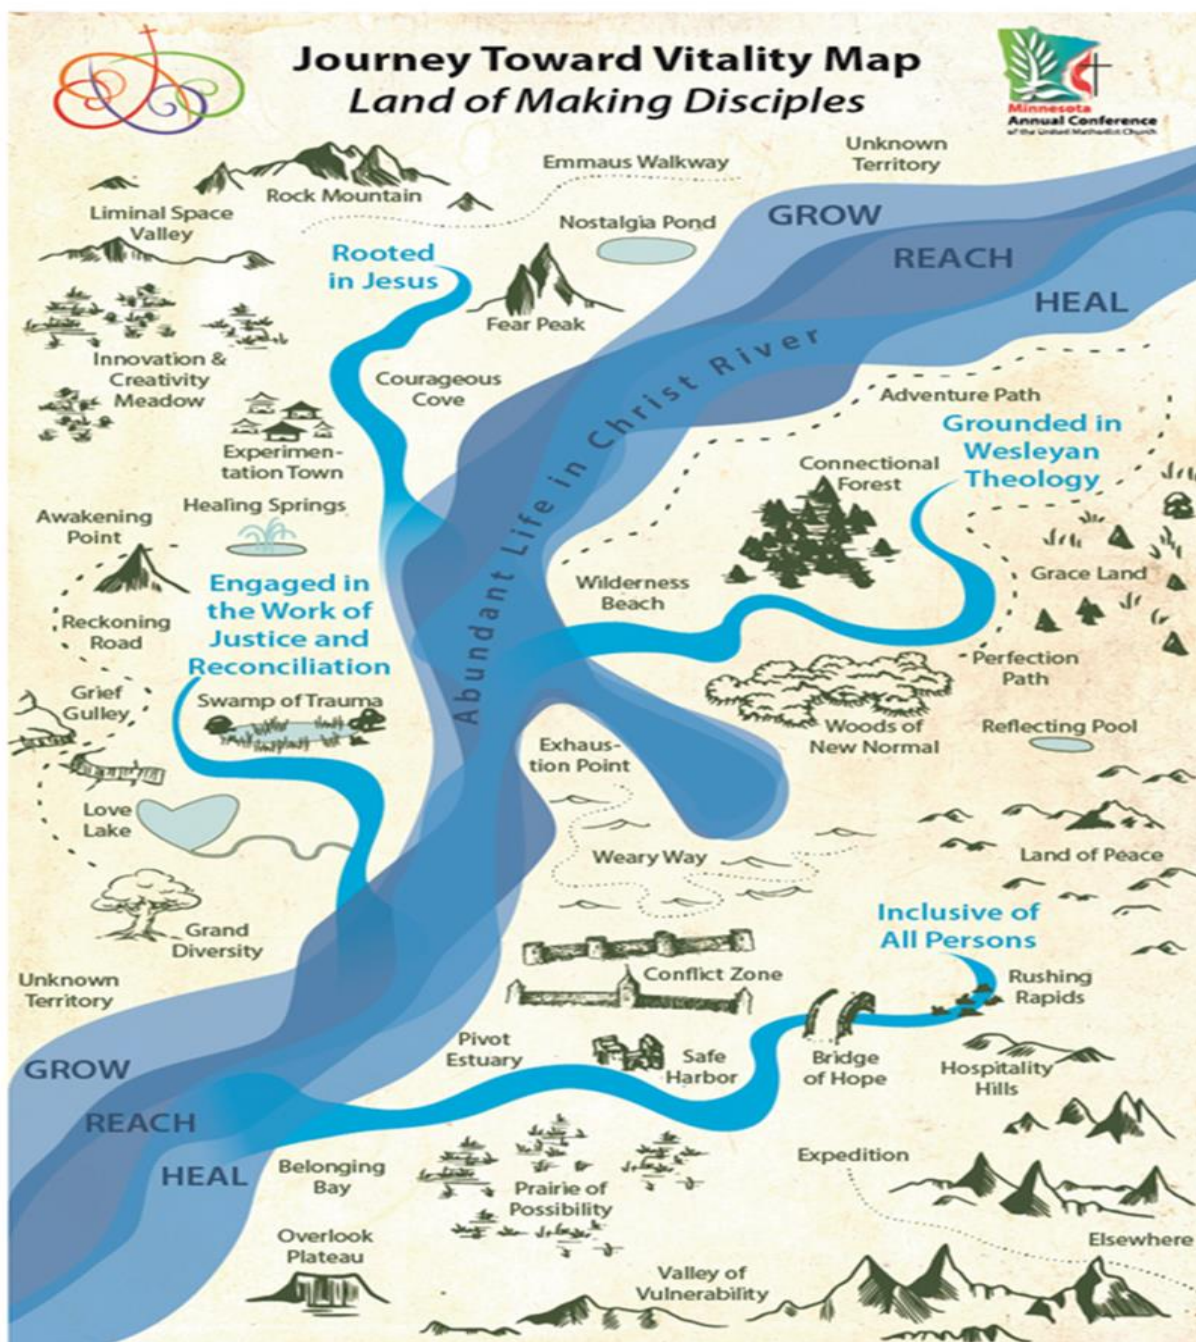 Journey Toward Vitality Map
Land of Making Disciples
Minnesota
Annual Conference
of the United Methodist Church
Unknown
Territory
Emmaus Walkway
Rock Mountain
Liminal Space
Valley
Nostalgia Pond
GROW
REACH
HEAL
Rooted
in Jesus
Fear Peak
Abundant Life in Christ River
Innovation &
Creativity
Meadow
Courageous
Cove
Adventure Path
Grounded in
Wesleyan
Theology
Experimen-
tation Town
Connectional
Forest
Healing Springs
Awakening
Point
Engaged in
the Work of
Justice and
Reconciliation
Wilderness
Beach
Grace Land
Reckoning
Road
Perfection
Path
Grief
Gulley
Swamp of Trauma
Woods of
New Normal
Reflecting Pool
Exhaus-
tion Point
Love
Lake
Weary Way
Land of Peace
Grand
Diversity
Inclusive of
All Persons
Unknown
Territory
Conflict Zone
Rushing
Rapids
GROW
REACH
HEAL
Pivot
Estuary
Safe
Harbor
Bridge
of Hope
Hospitality
Hills
Belonging
Bay
Prairie of
Possibility
Expedition
Elsewhere
Overlook
Plateau
Valley of
Vulnerability